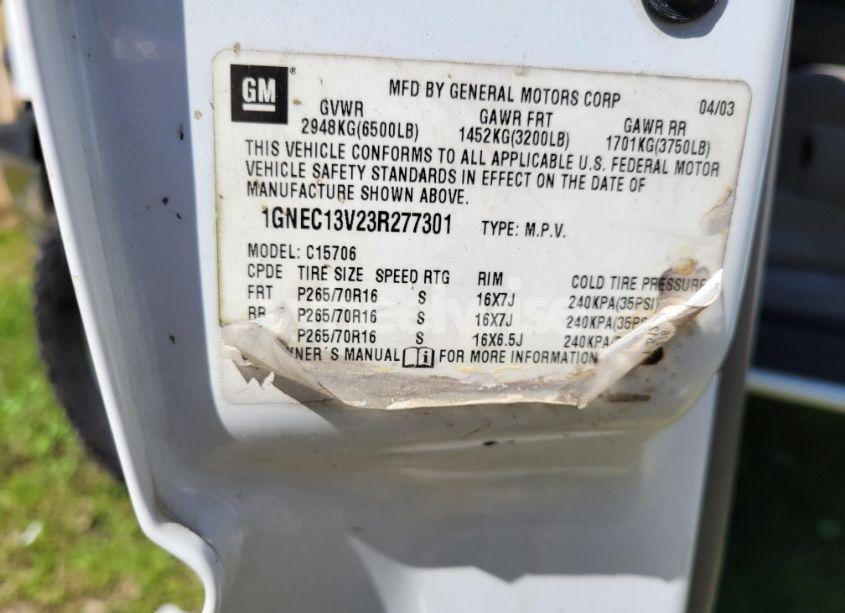 GM
MFD BY GENERAL MOTORS CORP 04/03
GVWR GAWR FRT GAWR RR
2948KG(6500LB) 1452KG(3200LB) 1701KG(3750LB)
THIS VEHICLE CONFORMS TO ALL APPLICABLE U.S. FEDERAL MOTOR
VEHICLE SAFETY STANDARDS IN EFFECT ON THE DATE OF
MANUFACTURE SHOWN ABOVE.
1GNEC13V23R277301 TYPE: M.P.V.
MODEL: C15706
CPDE TIRE SIZE SPEED RTG RIM COLD TIRE PRESSURE
FRT P265/70R16 S 16X7J 240KPA(35PSI)
RR P265/70R16 S 16X7J 240KPA(35PSI
P265/70R16 S 16X6.5J 240KPA(
OWNER'S MANUAL FOR MORE INFORMATION